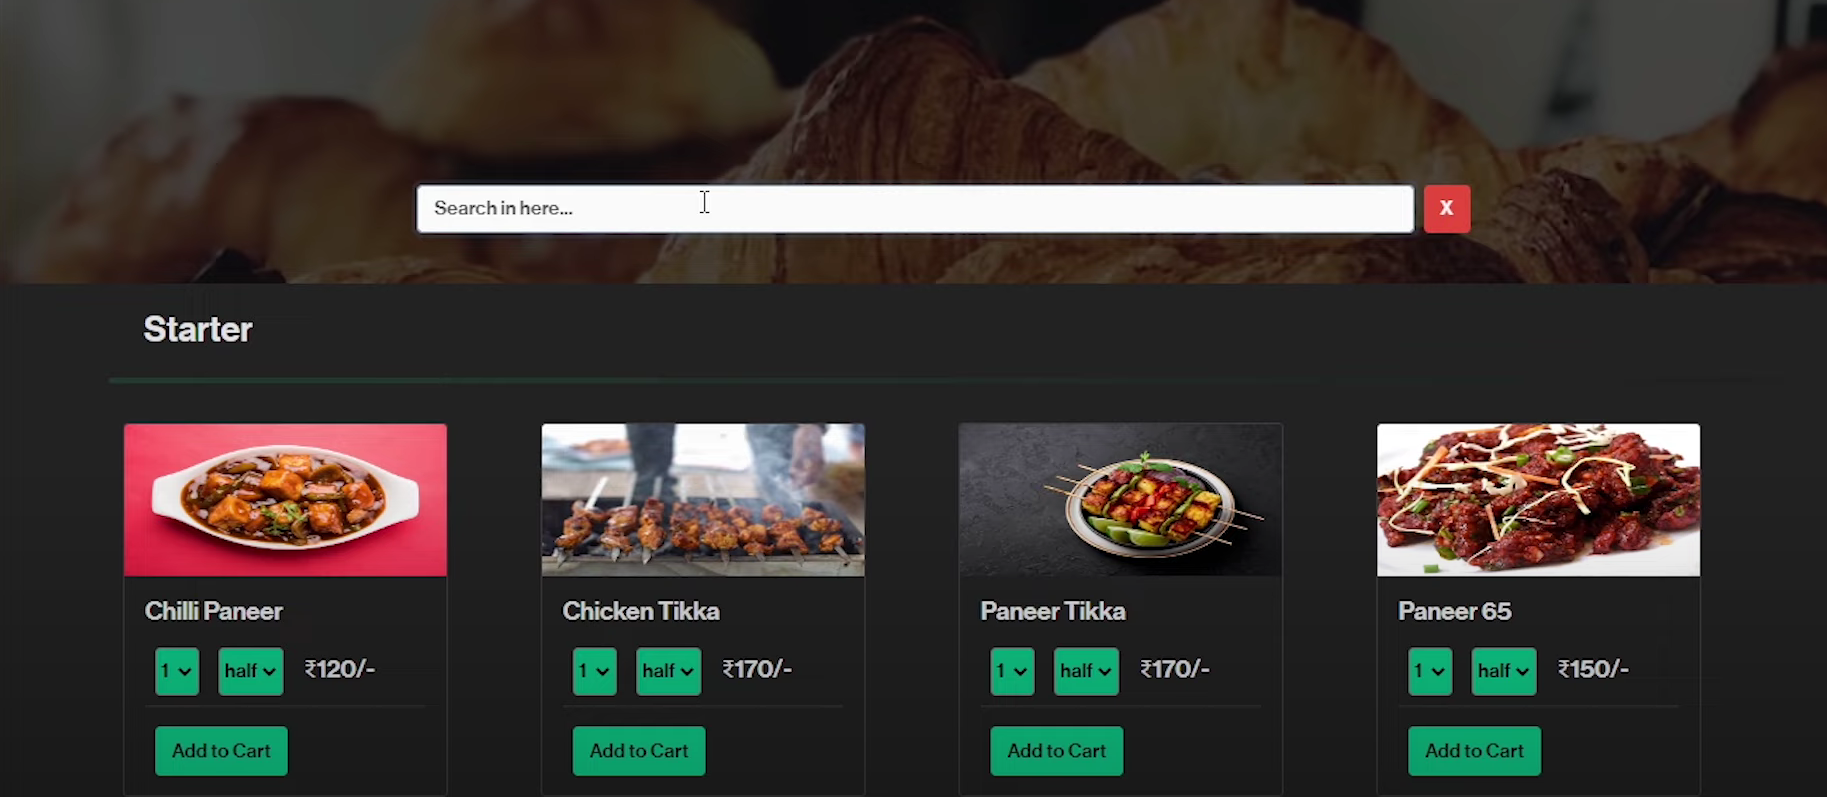 Search in here...
X
Starter
Chilli Paneer
1 half ₹120/-
Add to Cart
Chicken Tikka
1 half ₹170/-
Add to Cart
Paneer Tikka
1 half ₹170/-
Add to Cart
Paneer 65
1 half ₹150/-
Add to Cart